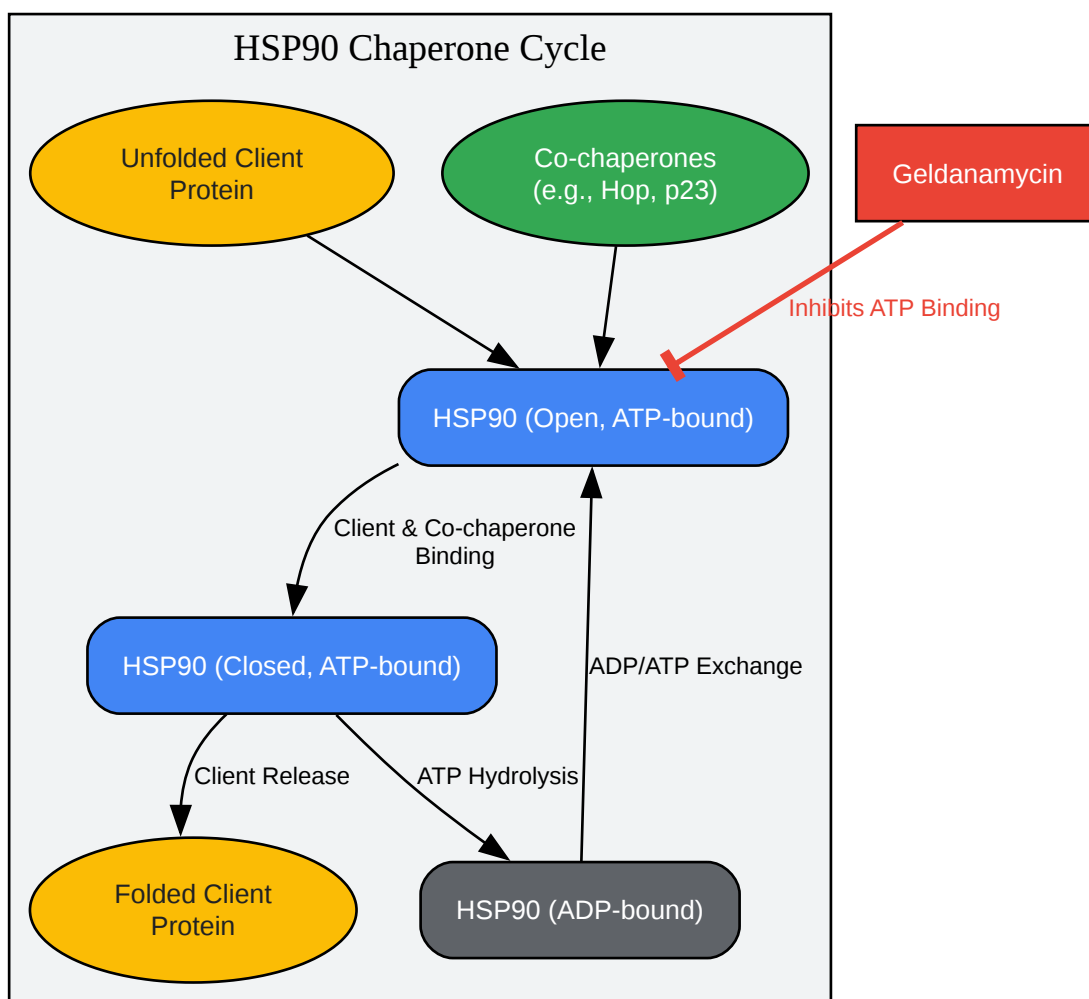 HSP90 Chaperone Cycle
Unfolded Client
Protein
Co-chaperones
(e.g., Hop, p23)
Geldanamycin
Inhibits ATP Binding
HSP90 (Open, ATP-bound)
Client & Co-chaperone
Binding
HSP90 (Closed, ATP-bound)
ADP/ATP Exchange
Client Release
ATP Hydrolysis
Folded Client
Protein
HSP90 (ADP-bound)